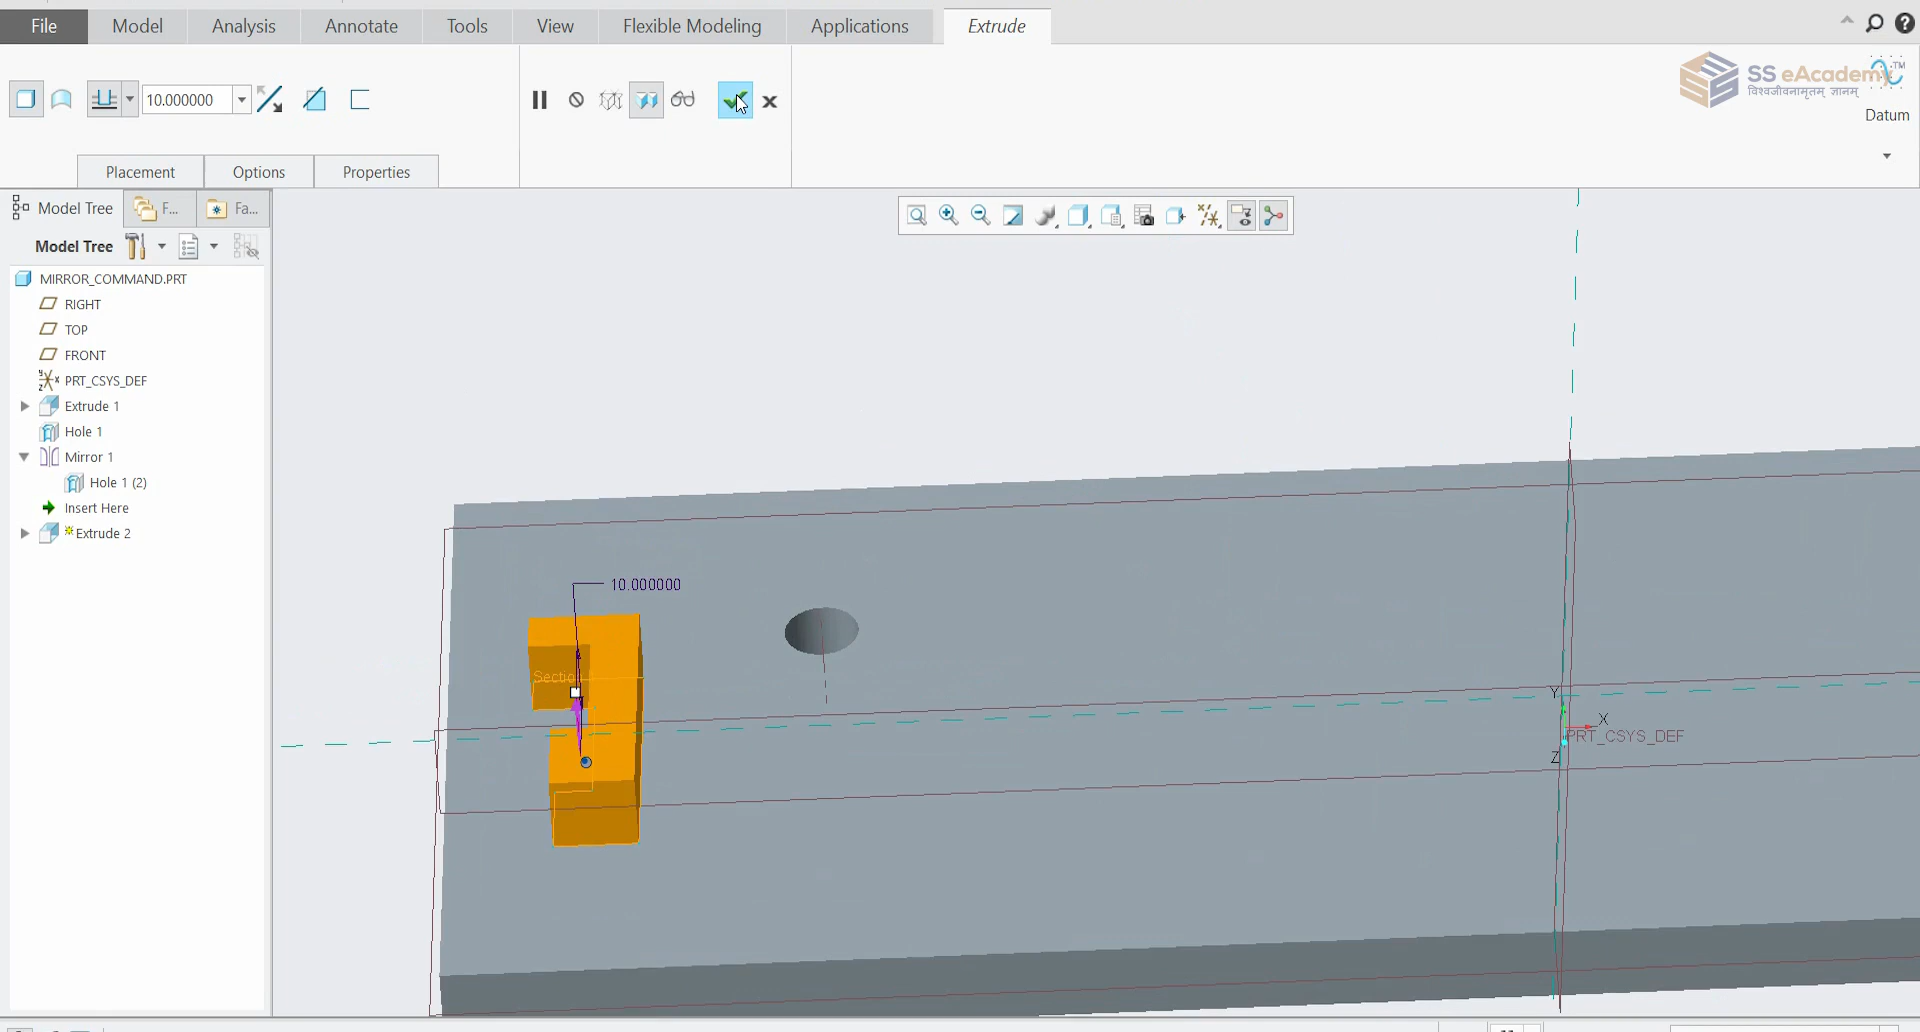 File Model Analysis Annotate Tools View Flexible Modeling Applications Extrude
10.000000
SS eAcademy TM
विश्वजीवनामृतम् ज्ञानम्
Datum
Placement Options Properties
Model Tree F... Fa...
Model Tree
MIRROR_COMMAND.PRT
RIGHT
TOP
FRONT
PRT_CSYS_DEF
Extrude 1
Hole 1
Mirror 1
Hole 1 (2)
Insert Here
Extrude 2
10.000000
Section
Y
X
PRT_CSYS_DEF
Z